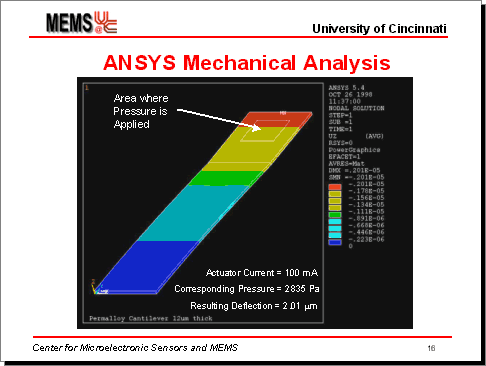 MEMS UC @
University of Cincinnati
ANSYS Mechanical Analysis
1
Area where
Pressure is
Applied
ANSYS 5.4
OCT 26 1998
11:37:00
NODAL SOLUTION
STEP=1
SUB =1
TIME=1
UZ (AVG)
RSYS=0
PowerGraphics
EFACET=1
AVRES=Mat
DMX =.201E-05
SMN =-.201E-05
-.201E-05
-.178E-05
-.156E-05
-.134E-05
-.111E-05
-.891E-06
-.668E-06
-.446E-06
-.223E-06
0
Actuator Current = 100 mA
Corresponding Pressure = 2835 Pa
Resulting Deflection = 2.01 µm
Permalloy Cantilever 12um thick
Center for Microelectronic Sensors and MEMS
16